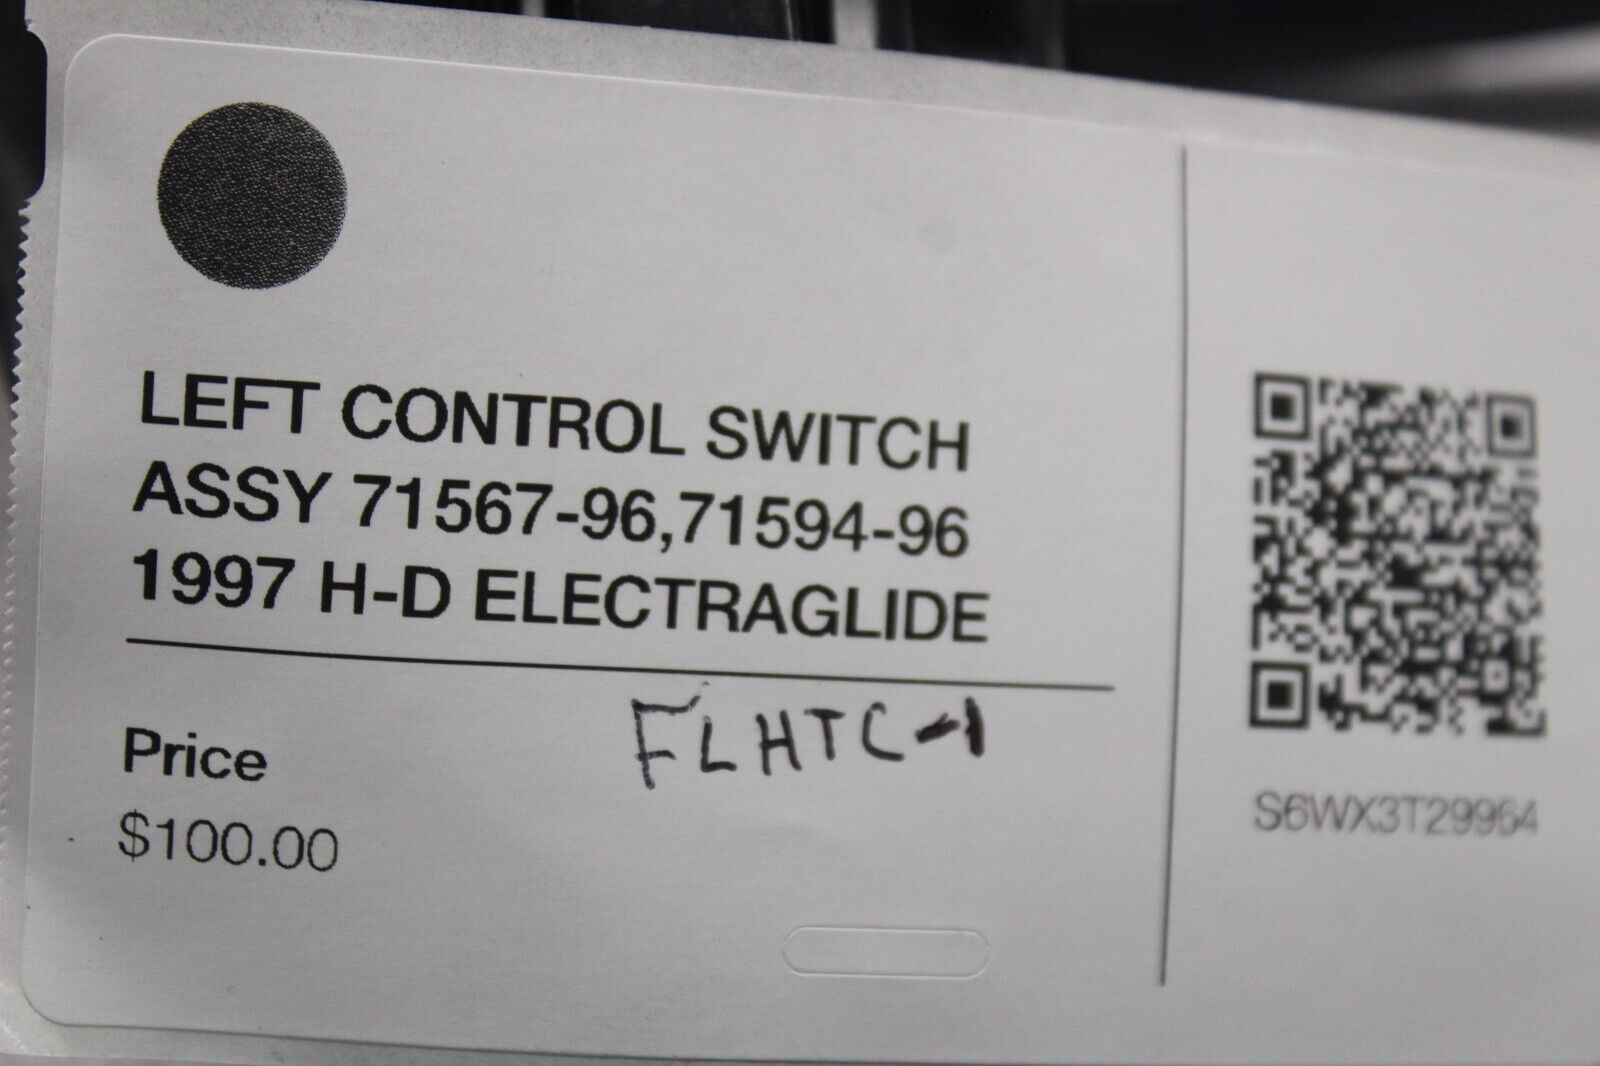 LEFT CONTROL SWITCH
ASSY 71567-96,71594-96
1997 H-D ELECTRAGLIDE
FLHTC-1
Price
$100.00
S6WX3T29964